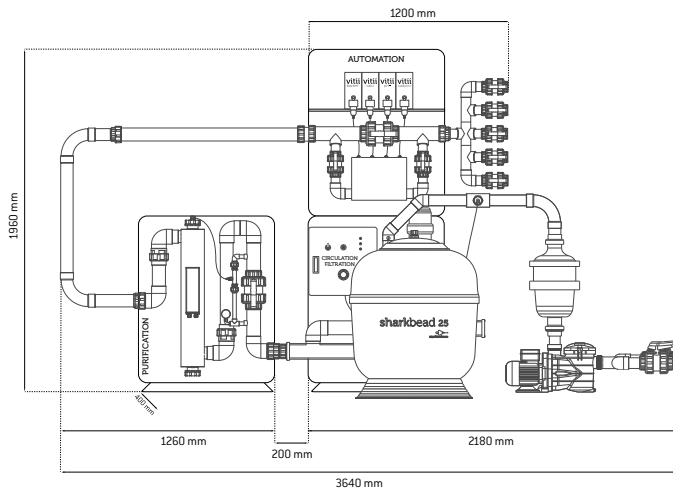 1200 mm
AUTOMATION
vitii vitii vitii vitii
1960 mm
CIRCULATION
FILTRATION
PURIFICATION
sharkbead 25
400 mm
1260 mm
200 mm
2180 mm
3640 mm